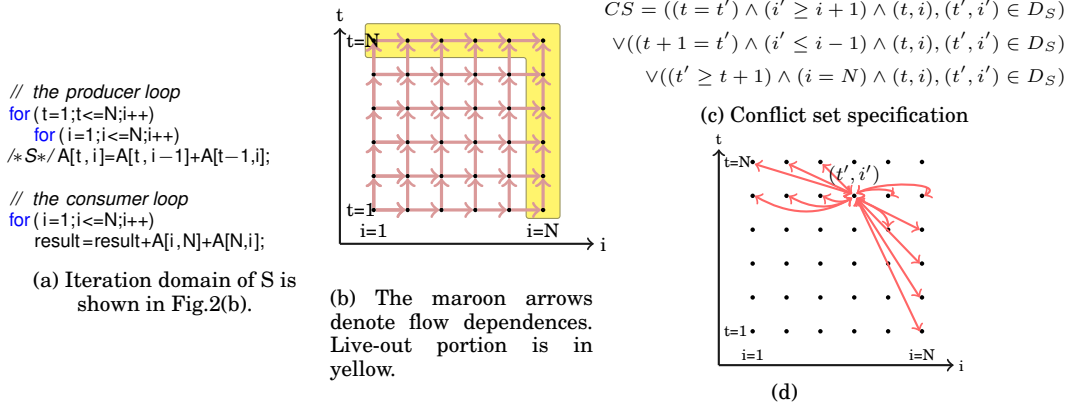 // the producer loop
for(t=1;t<=N;i++)
for(i=1;i<=N;i++)
/*S*/ A[t,i]=A[t,i−1]+A[t−1,i];
// the consumer loop
for(i=1;i<=N;i++)
result=result+A[i,N]+A[N,i];
(a) Iteration domain of S is
shown in Fig.2(b).
t
t=N
t=1
i=1
i=N
i
(b) The maroon arrows
denote flow dependences.
Live-out portion is in
yellow.
CS = ((t = t′) ∧ (i′ ≥ i + 1) ∧ (t, i), (t′, i′) ∈ D_S)
∨((t + 1 = t′) ∧ (i′ ≤ i − 1) ∧ (t, i), (t′, i′) ∈ D_S)
∨((t′ ≥ t + 1) ∧ (i = N) ∧ (t, i), (t′, i′) ∈ D_S)
(c) Conflict set specification
t
t=N
(t′, i′)
t=1
i=1
i=N
i
(d)